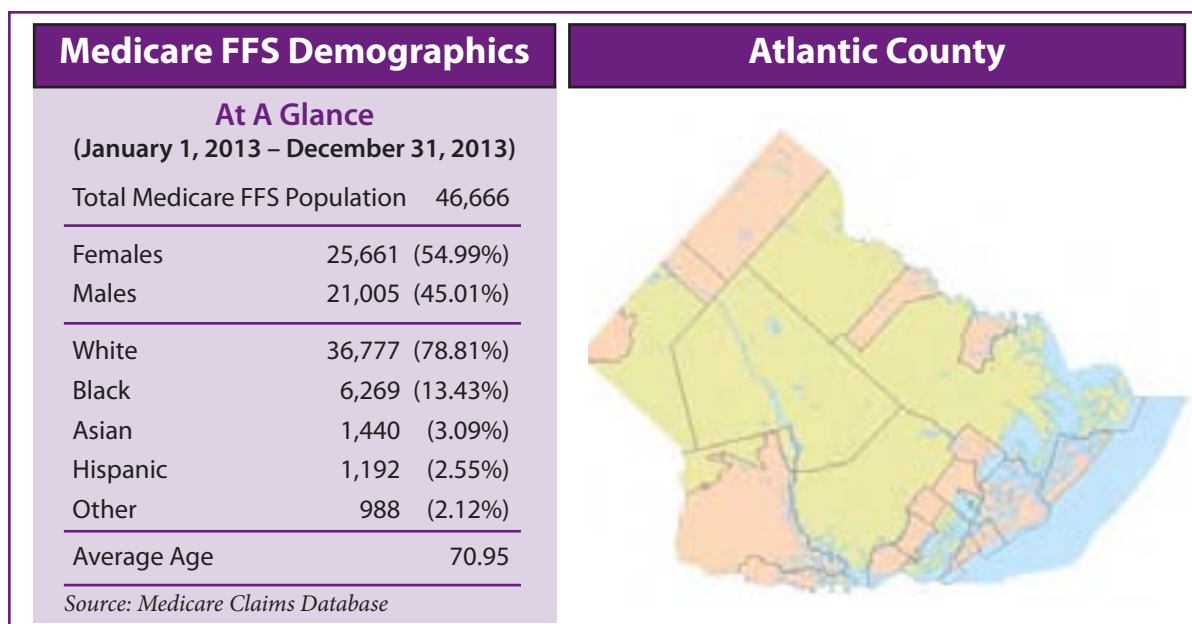 Medicare FFS Demographics
At A Glance
(January 1, 2013 – December 31, 2013)
Total Medicare FFS Population 46,666
Females 25,661 (54.99%)
Males 21,005 (45.01%)
White 36,777 (78.81%)
Black 6,269 (13.43%)
Asian 1,440 (3.09%)
Hispanic 1,192 (2.55%)
Other 988 (2.12%)
Average Age 70.95
Source: Medicare Claims Database
Atlantic County